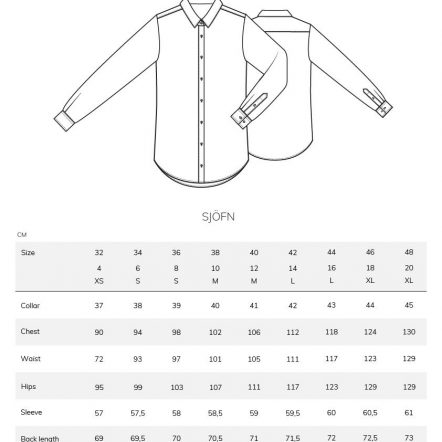 SJÖFN
CM
Size 32 34 36 38 40 42 44 46 48
4 6 8 10 12 14 16 18 20
XS S S M M L L XL XL
Collar 37 38 39 40 41 42 43 44 45
Chest 90 94 98 102 106 112 118 124 130
Waist 72 93 97 101 105 111 117 123 129
Hips 95 99 103 107 111 117 123 129 129
Sleeve 57 57,5 58 58,5 59 59,5 60 60,5 61
Back length 69 69,5 70 70,5 71 71,5 72 72,5 73